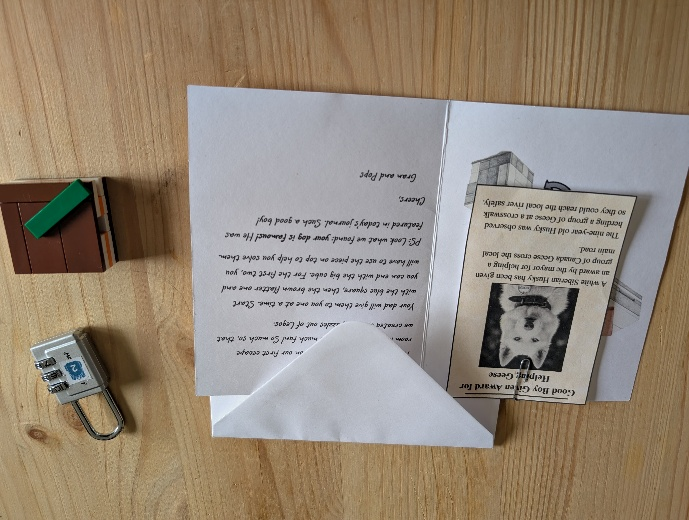 our first escape
room much fun! So much so, that
we created puzzles out of Legos.
Your dad will give them to you one at a time. Start
with the blue square, then the brown flatter one and
you can end with the big cube. For the first two, you
will have to use the piece on top to help you solve them.
PS: Look what we found: your dog is famous! He was
featured in today's journal. Such a good boy!
Cheers,
Gran and Pops
Good Boy Given Award for
Helping Geese
A white Siberian Husky has been given
an award by the mayor for helping a
group of Canada Geese cross the local
main road.
The nine-year old Husky was observed
herding a group of Geese at a crosswalk
so they could reach the local river safely.